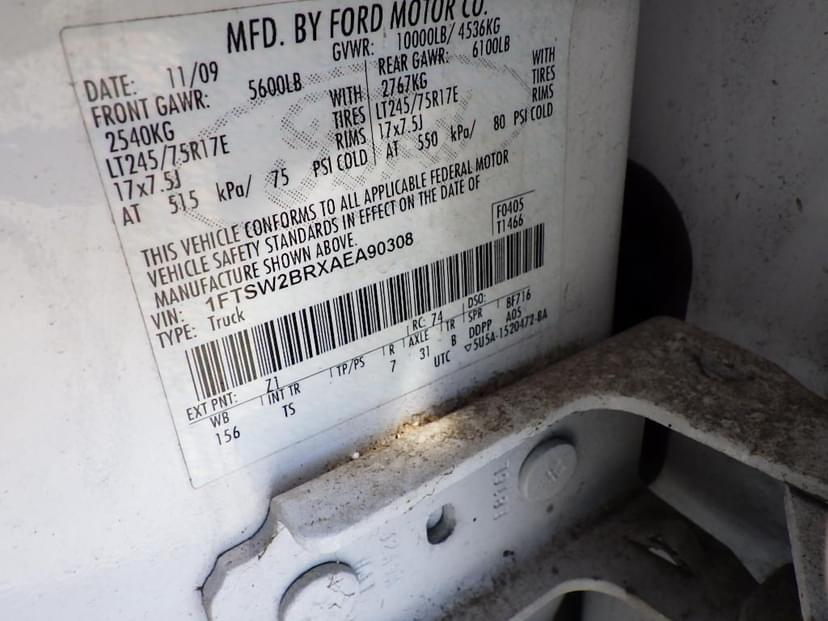 MFD. BY FORD MOTOR CO.
DATE: 11/09 GVWR: 10000LB/ 4536KG
FRONT GAWR: 5600LB REAR GAWR: 6100LB
2540KG WITH 2767KG WITH
LT245/75R17E TIRES LT245/75R17E TIRES
17x7.5J RIMS 17x7.5J RIMS
AT 515 kPa/ 75 PSI COLD AT 550 kPa/ 80 PSI COLD
THIS VEHICLE CONFORMS TO ALL APPLICABLE FEDERAL MOTOR
VEHICLE SAFETY STANDARDS IN EFFECT ON THE DATE OF
MANUFACTURE SHOWN ABOVE.
F0405
T1466
VIN: 1FTSW2BRXAEA90308
TYPE: Truck
EXT PNT: Z1 RC: 74 DSO:
WB INT TR TP/PS R AXLE TR SPR BF716
156 TS 7 31 B DDPP A05
UTC ▽5U5A-1520472-BA